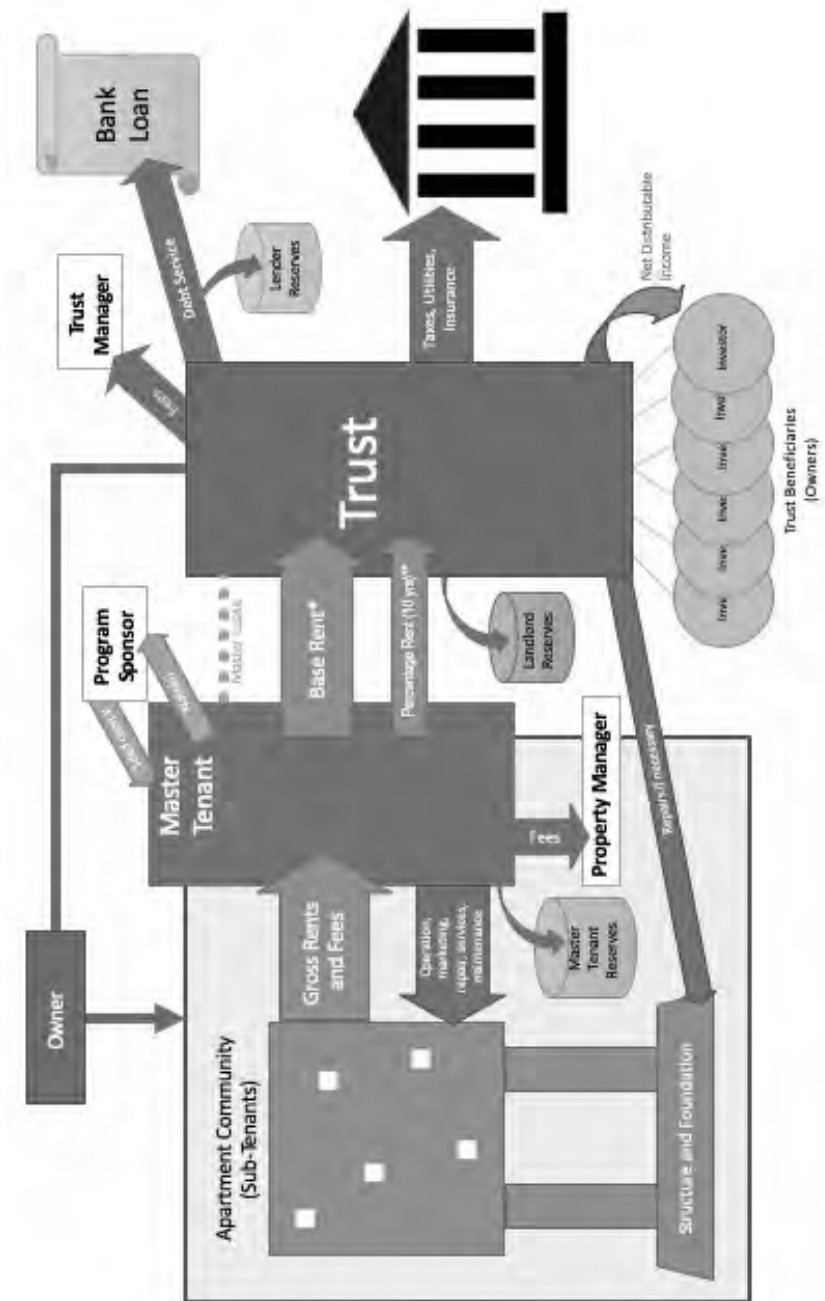 Owner
Apartment Community
(Sub-Tenants)
Gross Rents
and Fees
Operation,
marketing,
repair, services,
maintenance
Structure and Foundation
Master
Tenant
Reserves
Fees
Property Manager
Master
Tenant
Program
Sponsor
Base Rent*
Percentage Rent (10 yrs)**
Landlord
Reserves
Repairs if necessary
Trust
Fees
Trust
Manager
Debt Service
Bank
Loan
Lender
Reserves
Taxes, Utilities,
Insurance
Net Distributable
Income
Inve
Inve
Inve
Inve
Inve
Investor
Trust Beneficiaries
(Owners)